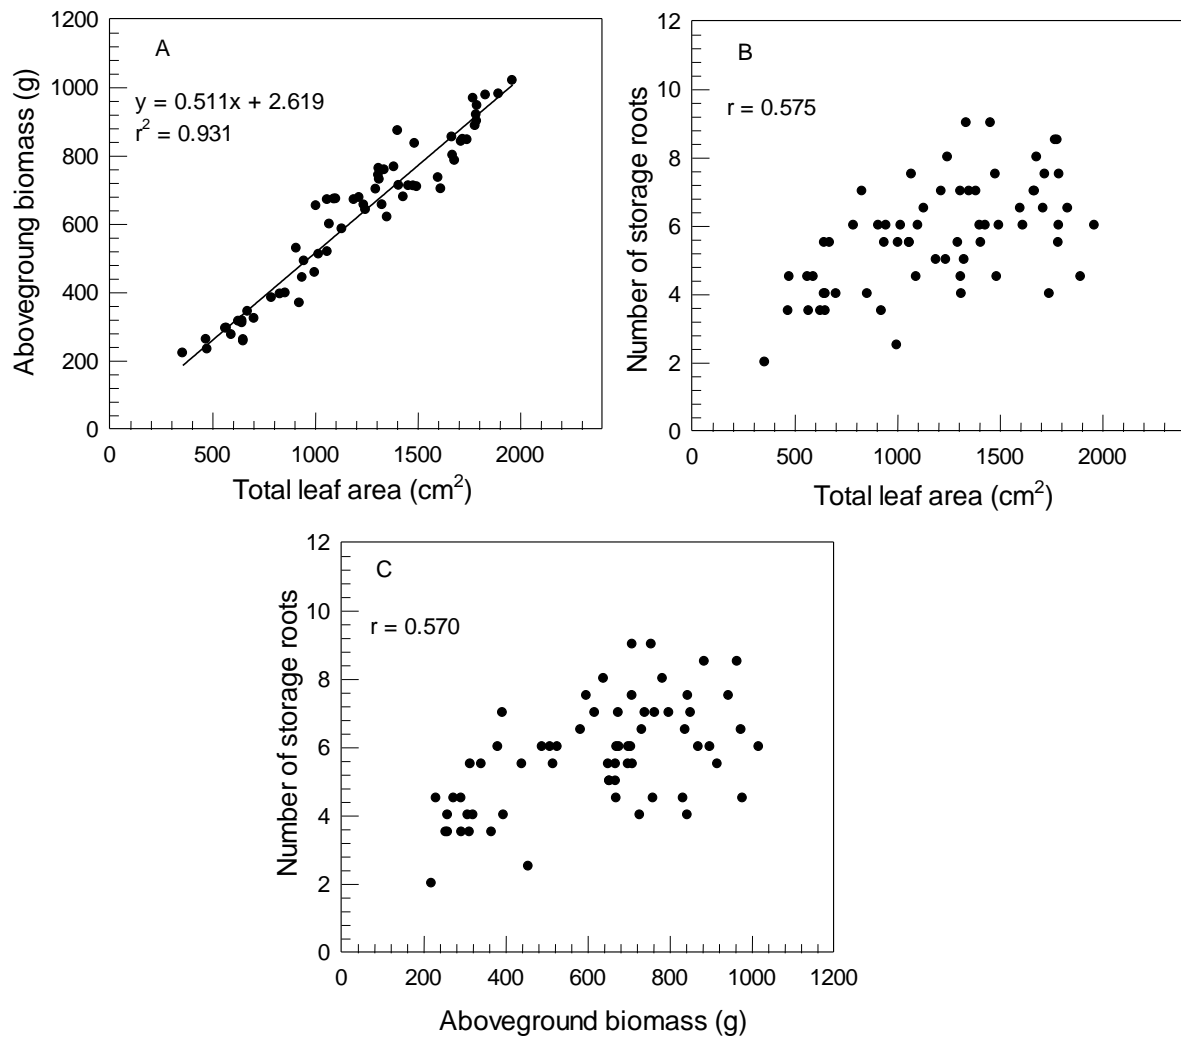 A
y = 0.511x + 2.619
r² = 0.931
Abovegroung biomass (g)
1200
1000
800
600
400
200
0
0 500 1000 1500 2000
Total leaf area (cm²)
B
r = 0.575
Number of storage roots
12
10
8
6
4
2
0
0 500 1000 1500 2000
Total leaf area (cm²)
C
r = 0.570
Number of storage roots
12
10
8
6
4
2
0
0 200 400 600 800 1000 1200
Aboveground biomass (g)